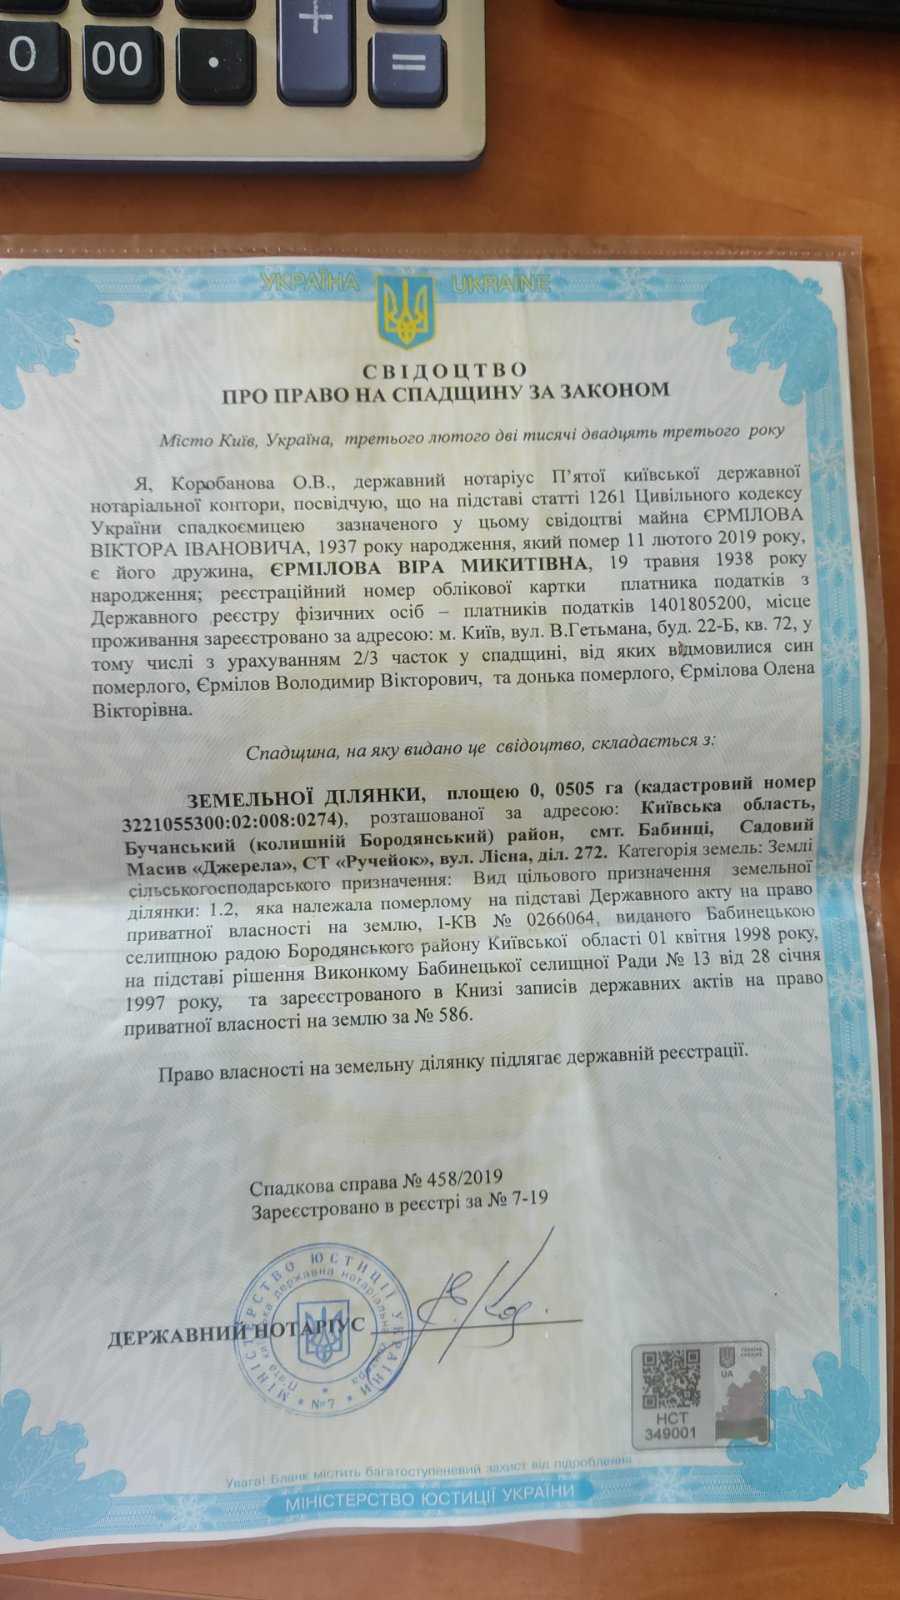 0 00 . + =
УКРАЇНА UKRAINE
СВІДОЦТВО
ПРО ПРАВО НА СПАДЩИНУ ЗА ЗАКОНОМ
Місто Київ, Україна, третього лютого дві тисячі двадцять третього року
Я, Коробанова О.В., державний нотаріус П’ятої київської державної
нотаріальної контори, посвідчую, що на підставі статті 1261 Цивільного кодексу
України спадкоємицею зазначеного у цьому свідоцтві майна ЄРМІЛОВА
ВІКТОРА ІВАНОВИЧА, 1937 року народження, який помер 11 лютого 2019 року,
є його дружина, ЄРМІЛОВА ВІРА МИКИТІВНА, 19 травня 1938 року
народження; реєстраційний номер облікової картки платника податків з
Державного реєстру фізичних осіб – платників податків 1401805200, місце
проживання зареєстровано за адресою: м. Київ, вул. В.Гетьмана, буд. 22-Б, кв. 72, у
тому числі з урахуванням 2/3 часток у спадщині, від яких відмовилися син
померлого, Єрмілов Володимир Вікторович, та донька померлого, Єрмілова Олена
Вікторівна.
Спадщина, на яку видано це свідоцтво, складається з:
ЗЕМЕЛЬНОЇ ДІЛЯНКИ, площею 0, 0505 га (кадастровий номер
3221055300:02:008:0274), розташованої за адресою: Київська область,
Бучанський (колишній Бородянський) район, смт. Бабинці, Садовий
Масив «Джерела», СТ «Ручейок», вул. Лісна, діл. 272. Категорія земель: Землі
сільськогосподарського призначення: Вид цільового призначення земельної
ділянки: 1.2, яка належала померлому на підставі Державного акту на право
приватної власності на землю, І-КВ № 0266064, виданого Бабинецькою
селищною радою Бородянського району Київської області 01 квітня 1998 року,
на підставі рішення Виконкому Бабинецької селищної Ради № 13 від 28 січня
1997 року, та зареєстрованого в Книзі записів державних актів на право
приватної власності на землю за № 586.
Право власності на земельну ділянку підлягає державній реєстрації.
Спадкова справа № 458/2019
Зареєстровано в реєстрі за № 7-19
МІНІСТЕРСТВО ЮСТИЦІЇ УКРАЇНИ
П'ята київська державна нотаріальна контора
№7
ДЕРЖАВНИЙ НОТАРІУС
UA
НСТ
349001
Увага! Бланк містить багатоступеневий захист від підроблення
МІНІСТЕРСТВО ЮСТИЦІЇ УКРАЇНИ